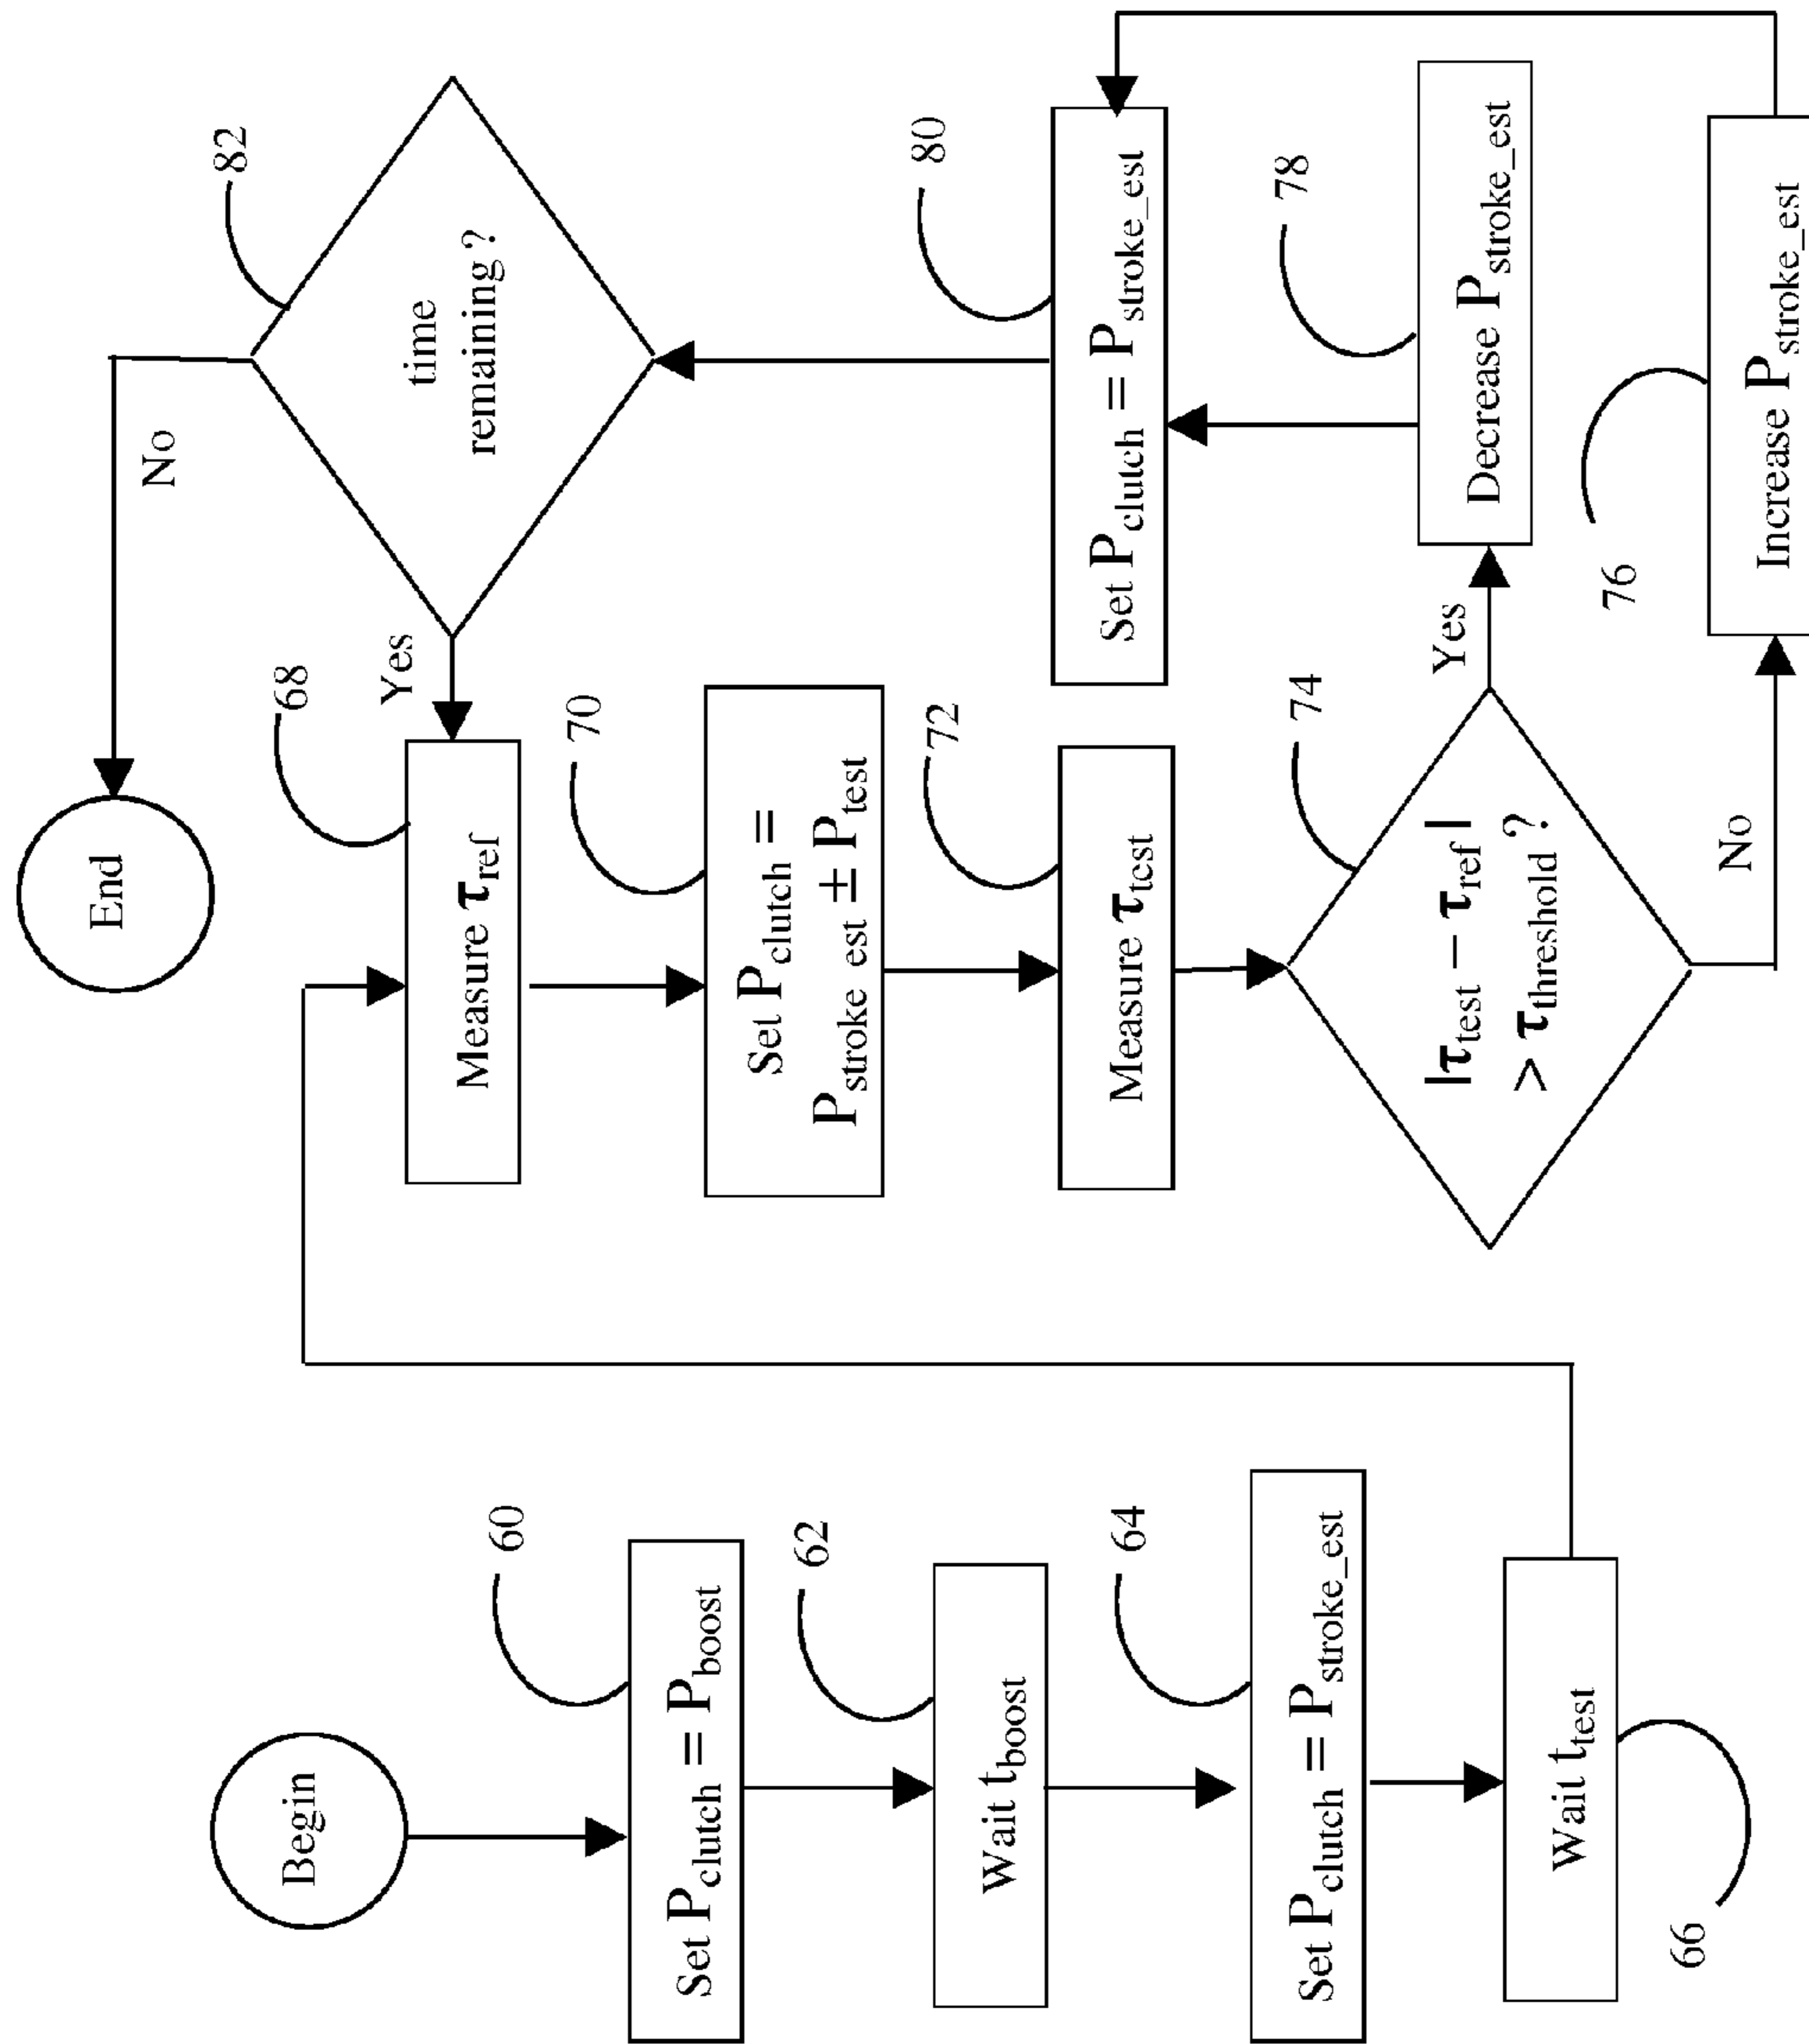 Begin
60
Set P_clutch = P_boost
62
Wait t_boost
64
Set P_clutch = P_stroke_est
66
Wait t_test
68
Measure τ_ref
70
Set P_clutch =
P_stroke est ± P_test
72
Measure τ_test
74
|τ_test − τ_ref|
> τ_threshold ?
Yes
No
76
Increase P_stroke_est
78
Decrease P_stroke_est
80
Set P_clutch = P_stroke_est
82
time
remaining ?
Yes
No
End